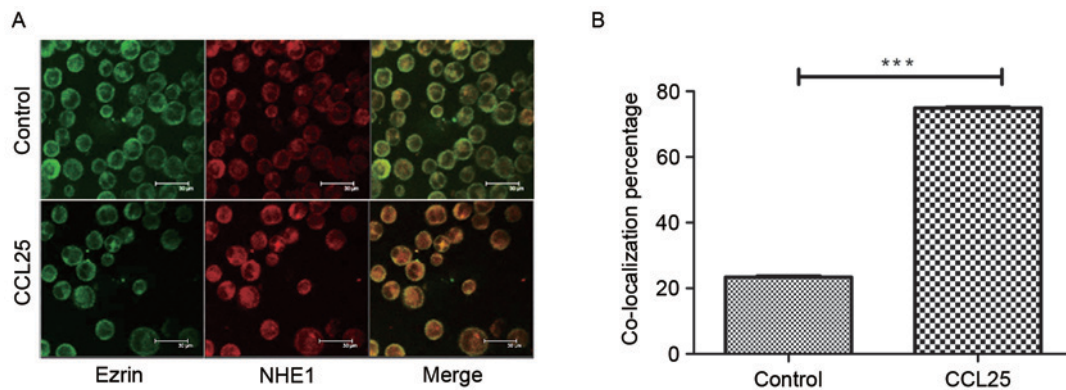 A
B
Control
CCL25
Ezrin NHE1 Merge
***
Co-localization percentage
80
60
40
20
0
Control CCL25